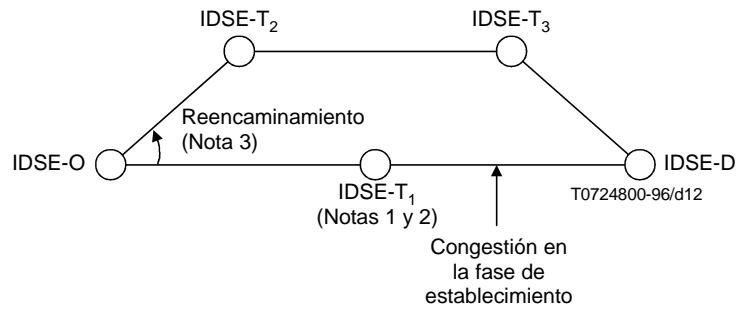 IDSE-T2
IDSE-T3
Reencaminamiento
(Nota 3)
IDSE-O
IDSE-D
IDSE-T1
(Notas 1 y 2)
T0724800-96/d12
Congestión en
la fase de
establecimiento